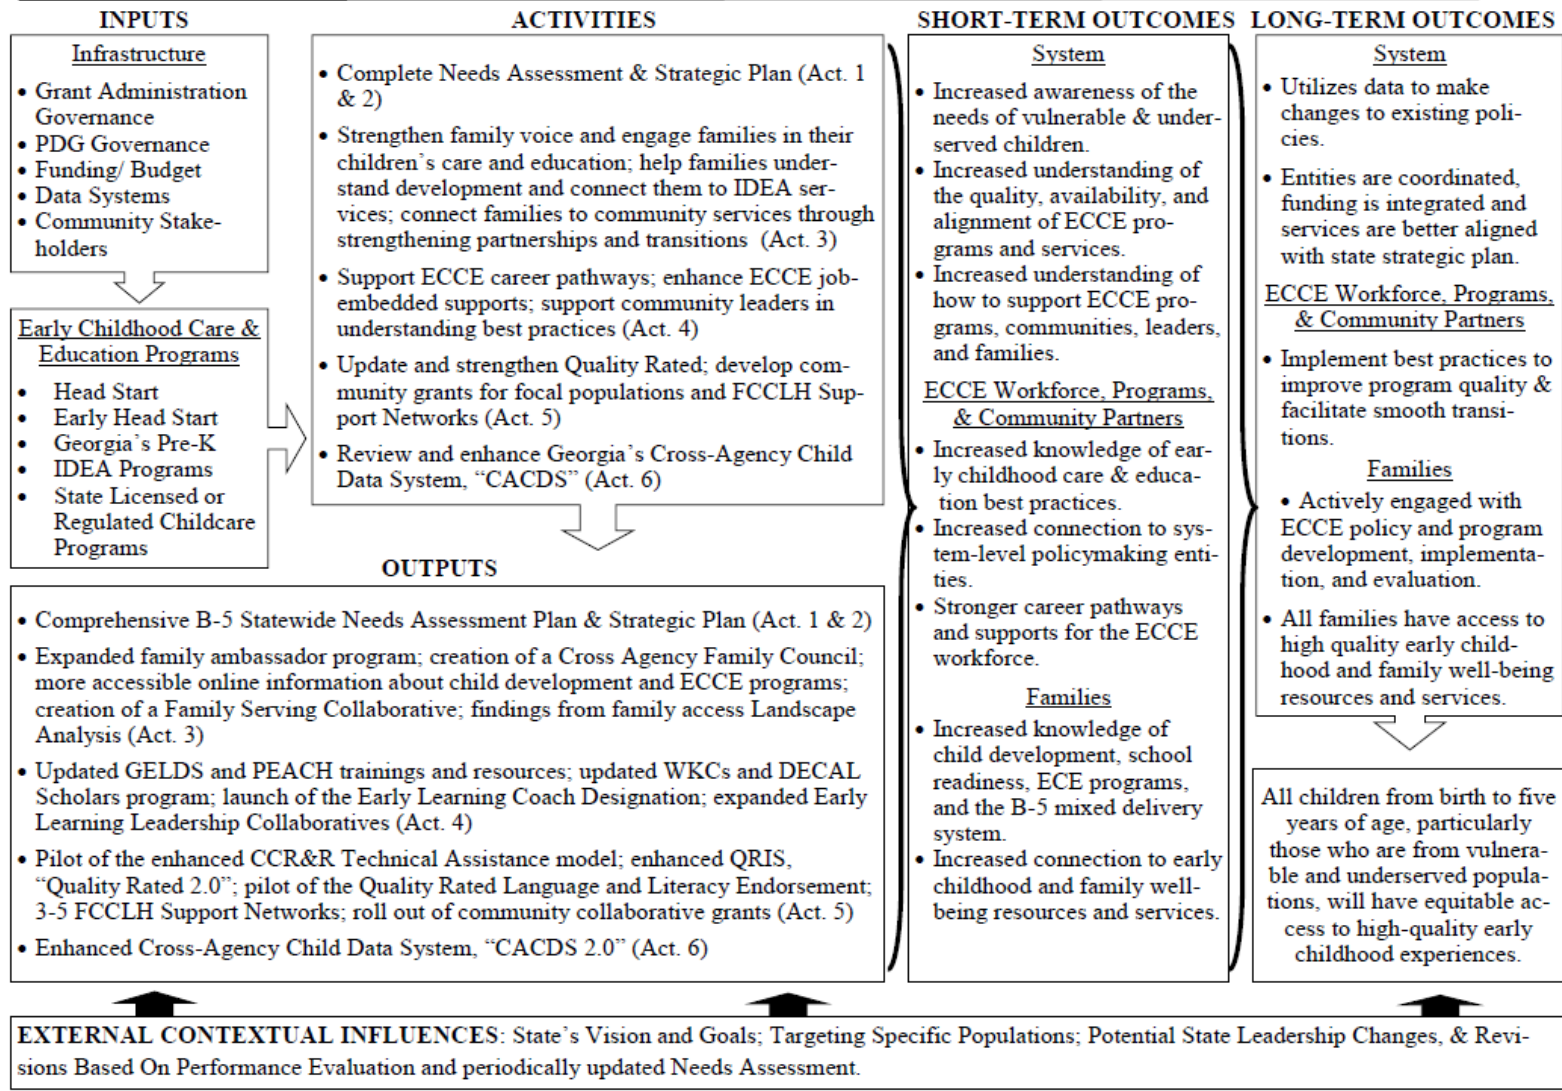 INPUTS
Infrastructure
• Grant Administration
Governance
• PDG Governance
• Funding/ Budget
• Data Systems
• Community Stake-
holders
Early Childhood Care &
Education Programs
• Head Start
• Early Head Start
• Georgia's Pre-K
• IDEA Programs
• State Licensed or
Regulated Childcare
Programs
ACTIVITIES
• Complete Needs Assessment & Strategic Plan (Act. 1
& 2)
• Strengthen family voice and engage families in their
children's care and education; help families under-
stand development and connect them to IDEA ser-
vices; connect families to community services through
strengthening partnerships and transitions (Act. 3)
• Support ECCE career pathways; enhance ECCE job-
embedded supports; support community leaders in
understanding best practices (Act. 4)
• Update and strengthen Quality Rated; develop com-
munity grants for focal populations and FCCLH Sup-
port Networks (Act. 5)
• Review and enhance Georgia's Cross-Agency Child
Data System, "CACDS" (Act. 6)
OUTPUTS
• Comprehensive B-5 Statewide Needs Assessment Plan & Strategic Plan (Act. 1 & 2)
• Expanded family ambassador program; creation of a Cross Agency Family Council;
more accessible online information about child development and ECCE programs;
creation of a Family Serving Collaborative; findings from family access Landscape
Analysis (Act. 3)
• Updated GELDS and PEACH trainings and resources; updated WKCs and DECAL
Scholars program; launch of the Early Learning Coach Designation; expanded Early
Learning Leadership Collaboratives (Act. 4)
• Pilot of the enhanced CCR&R Technical Assistance model; enhanced QRIS,
"Quality Rated 2.0"; pilot of the Quality Rated Language and Literacy Endorsement;
3-5 FCCLH Support Networks; roll out of community collaborative grants (Act. 5)
• Enhanced Cross-Agency Child Data System, "CACDS 2.0" (Act. 6)
SHORT-TERM OUTCOMES
System
• Increased awareness of the
needs of vulnerable & under-
served children.
• Increased understanding of
the quality, availability, and
alignment of ECCE pro-
grams and services.
• Increased understanding of
how to support ECCE pro-
grams, communities, leaders,
and families.
ECCE Workforce, Programs,
& Community Partners
• Increased knowledge of ear-
ly childhood care & educa-
tion best practices.
• Increased connection to sys-
tem-level policymaking enti-
ties.
• Stronger career pathways
and supports for the ECCE
workforce.
Families
• Increased knowledge of
child development, school
readiness, ECE programs,
and the B-5 mixed delivery
system.
• Increased connection to early
childhood and family well-
being resources and services.
LONG-TERM OUTCOMES
System
• Utilizes data to make
changes to existing poli-
cies.
• Entities are coordinated,
funding is integrated and
services are better aligned
with state strategic plan.
ECCE Workforce, Programs,
& Community Partners
• Implement best practices to
improve program quality &
facilitate smooth transi-
tions.
Families
• Actively engaged with
ECCE policy and program
development, implementa-
tion, and evaluation.
• All families have access to
high quality early child-
hood and family well-being
resources and services.
All children from birth to five
years of age, particularly
those who are from vulnera-
ble and underserved popula-
tions, will have equitable ac-
cess to high-quality early
childhood experiences.
EXTERNAL CONTEXTUAL INFLUENCES: State's Vision and Goals; Targeting Specific Populations; Potential State Leadership Changes, & Revi-
sions Based On Performance Evaluation and periodically updated Needs Assessment.